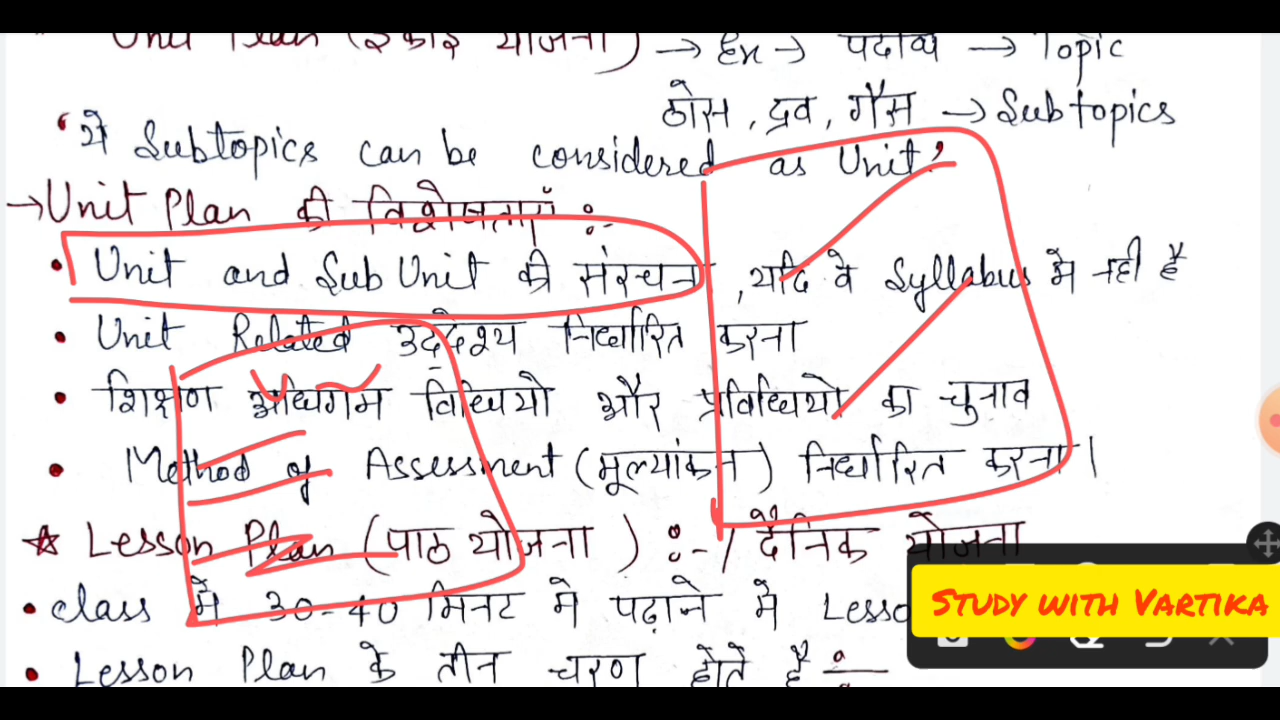 Unit Plan (इकाई योजना) → Ex → पदार्थ → Topic
ठोस, द्रव, गैस → Subtopics
'ये Subtopics can be considered as Unit'
→ Unit Plan की विशेषताएँ :-
• Unit and Sub Unit की संरचना, यदि वे Syllabus में नहीं हैं
• Unit Related उद्देश्य निर्धारित करना
• शिक्षण अधिगम विधियों और प्रविधियों का चुनाव
• Method of Assessment (मूल्यांकन) निर्धारित करना।
☆ Lesson Plan (पाठ योजना) :- / दैनिक योजना
• class में 30-40 मिनट में पढ़ाने में
• Lesson Plan के तीन चरण होते हैं
STUDY WITH VARTIKA